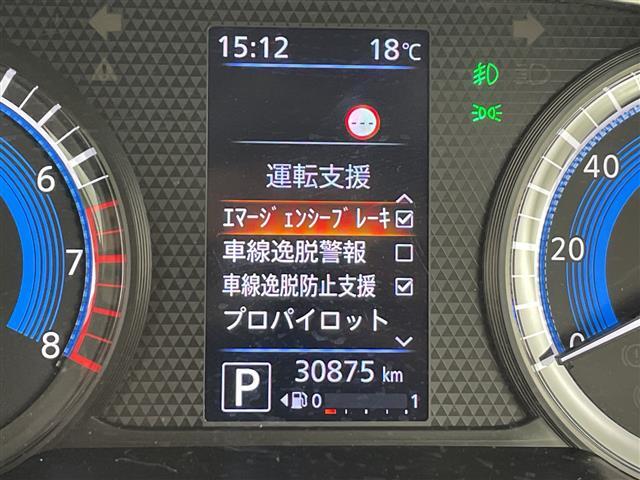 15:12 18℃
---
運転支援
ｴﾏｰｼﾞｪﾝｼｰﾌﾞﾚｰｷ
車線逸脱警報
車線逸脱防止支援
プロパイロット
P 30875 km
0 1
6
7
8
40
20
0